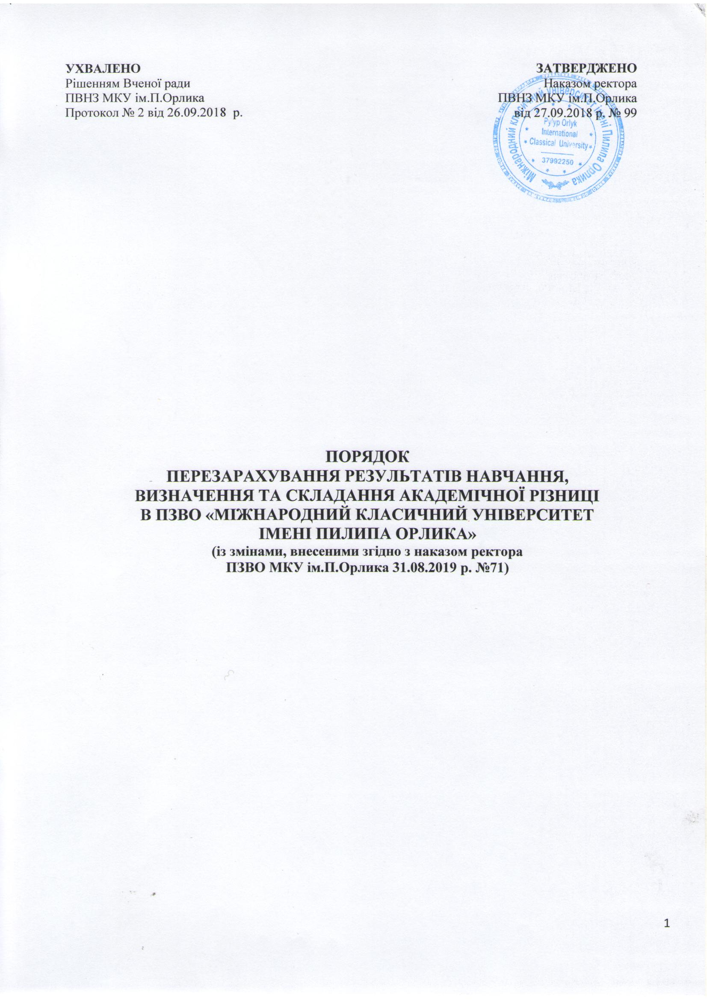 УХВАЛЕНО
Рішенням Вченої ради
ПВНЗ МКУ ім.П.Орлика
Протокол № 2 від 26.09.2018 р.
ЗАТВЕРДЖЕНО
Наказом ректора
ПВНЗ МКУ ім.П.Орлика
від 27.09.2018 р. № 99
Міжнародний класичний університет імені Пилипа Орлика
Pylyp Orlyk
International
Classical University
37992250
ПОРЯДОК
ПЕРЕЗАРАХУВАННЯ РЕЗУЛЬТАТІВ НАВЧАННЯ,
ВИЗНАЧЕННЯ ТА СКЛАДАННЯ АКАДЕМІЧНОЇ РІЗНИЦІ
В ПЗВО «МІЖНАРОДНИЙ КЛАСИЧНИЙ УНІВЕРСИТЕТ
ІМЕНІ ПИЛИПА ОРЛИКА»
(із змінами, внесеними згідно з наказом ректора
ПЗВО МКУ ім.П.Орлика 31.08.2019 р. №71)
1